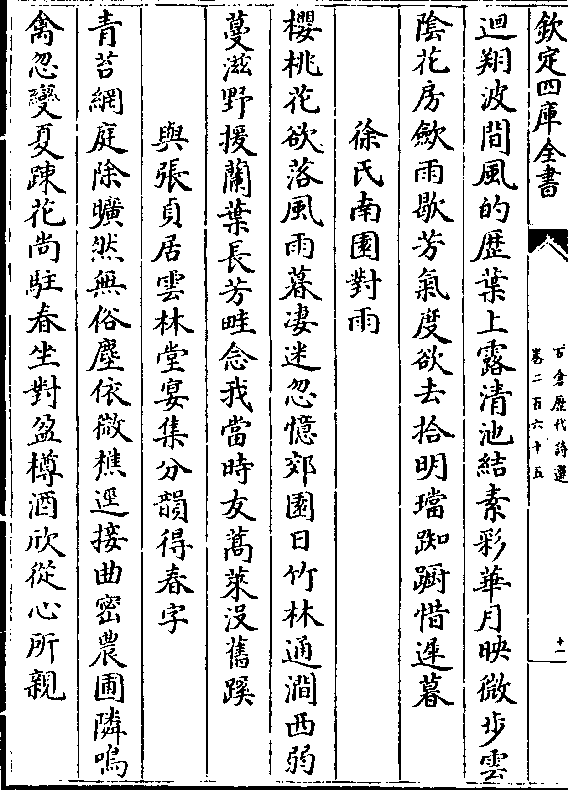 欽定四庫全書
石倉歷代詩選
卷二百六十五
十一
迴翔波間風的歴葉上露清池結素彩華月映微步雲
陰花房歛雨歇芳氣度欲去拾明璫踟蹰惜遲暮
徐氏南園對雨
櫻桃花欲落風雨暮凄迷忽憶郊園日竹林通澗西弱
蔓滋野援蘭葉長芳畦念我當時友蒿萊没舊蹊
與張貞居雲林堂宴集分韻得春字
青苔網庭除曠然無俗塵依微樵逕接曲密農圃隣鳴
禽忽變夏踈花尚駐春坐對盈樽酒欣從心所親